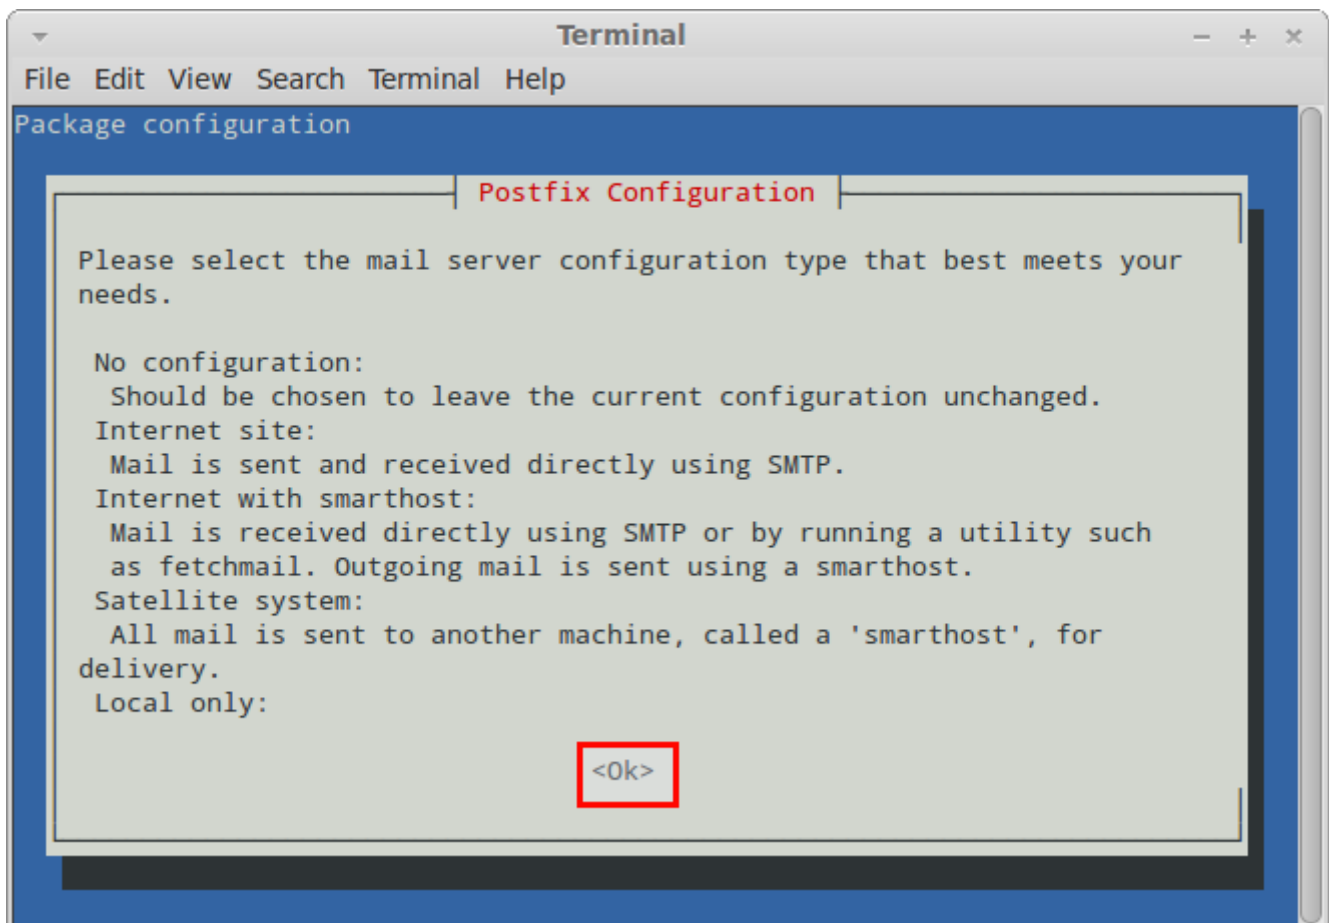 Terminal
File Edit View Search Terminal Help
Package configuration
Postfix Configuration
Please select the mail server configuration type that best meets your
needs.
No configuration:
Should be chosen to leave the current configuration unchanged.
Internet site:
Mail is sent and received directly using SMTP.
Internet with smarthost:
Mail is received directly using SMTP or by running a utility such
as fetchmail. Outgoing mail is sent using a smarthost.
Satellite system:
All mail is sent to another machine, called a 'smarthost', for
delivery.
Local only:
<Ok>